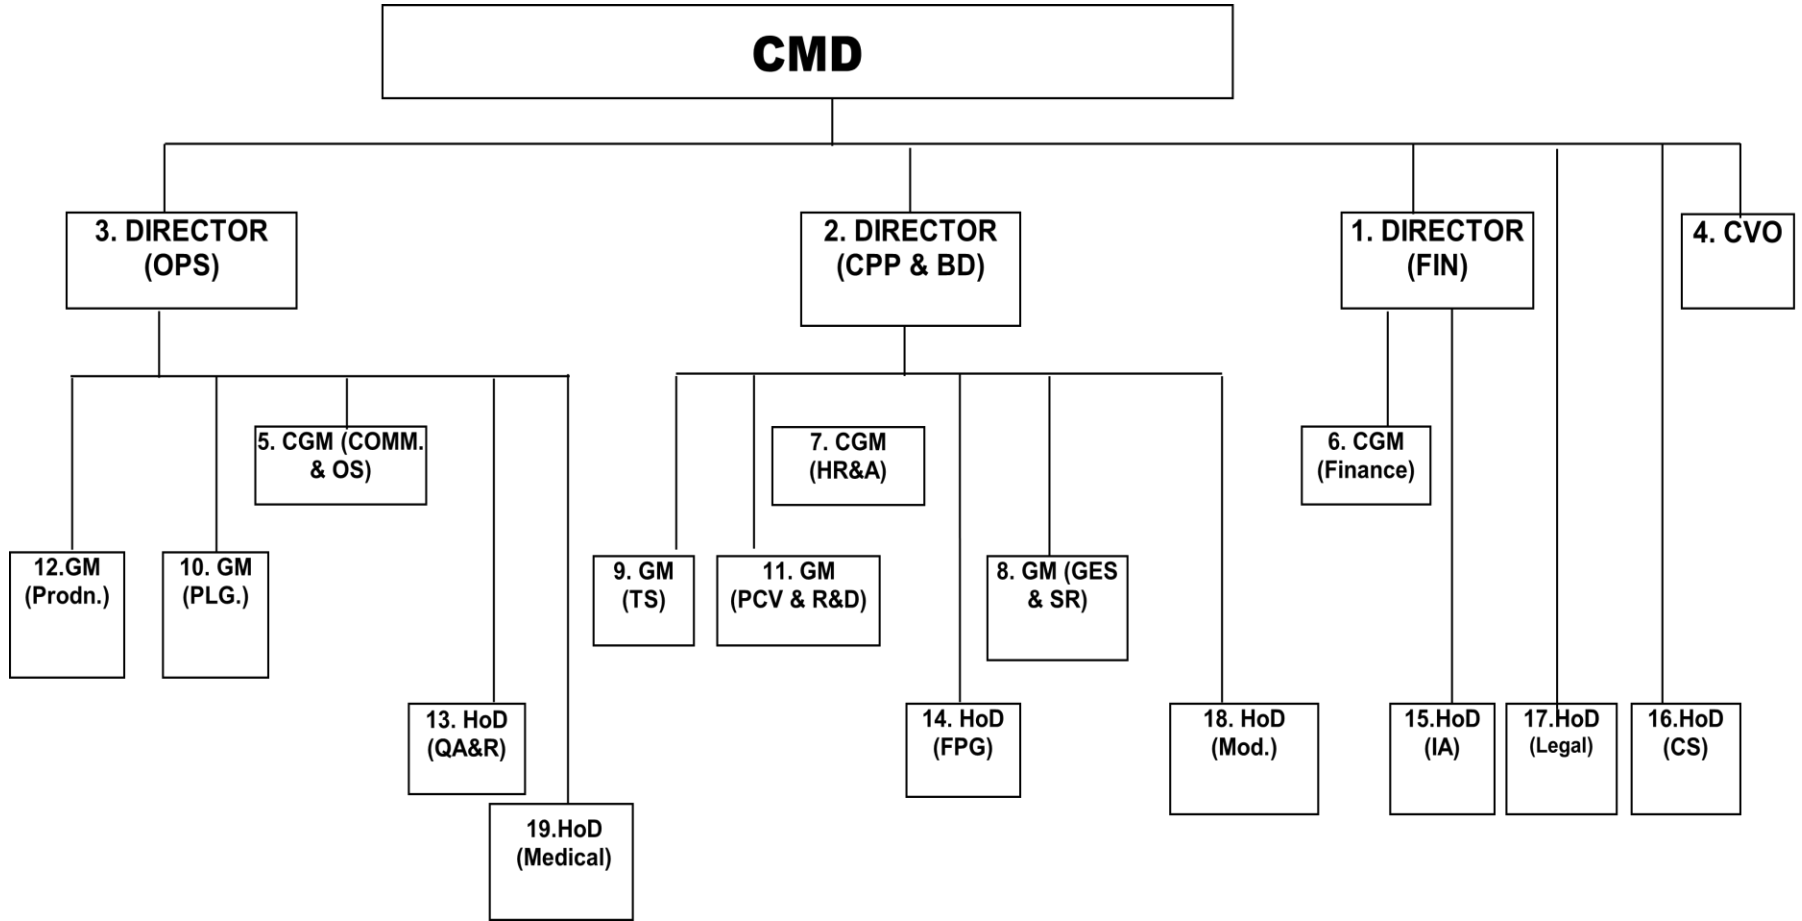 CMD
3. DIRECTOR
(OPS)
2. DIRECTOR
(CPP & BD)
1. DIRECTOR
(FIN)
4. CVO
5. CGM (COMM.
& OS)
7. CGM
(HR&A)
6. CGM
(Finance)
12.GM
(Prodn.)
10. GM
(PLG.)
9. GM
(TS)
11. GM
(PCV & R&D)
8. GM (GES
& SR)
13. HoD
(QA&R)
14. HoD
(FPG)
18. HoD
(Mod.)
15.HoD
(IA)
17.HoD
(Legal)
16.HoD
(CS)
19.HoD
(Medical)